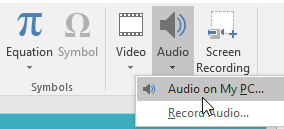 Equation Symbol Video Audio Screen
Recording
Symbols
Audio on My PC...
Record Audio...